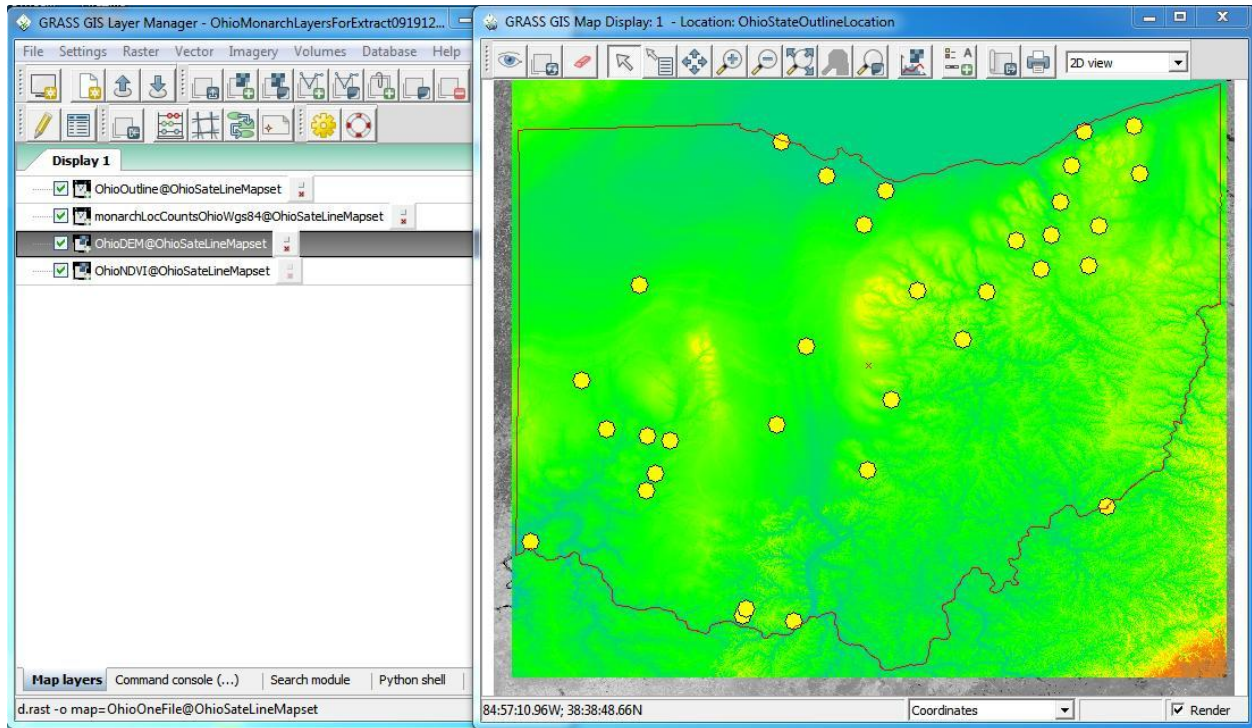 GRASS GIS Layer Manager - OhioMonarchLayersForExtract091912...
File Settings Raster Vector Imagery Volumes Database Help
Display 1
OhioOutline@OhioSateLineMapset
monarchLocCountsOhioWgs84@OhioSateLineMapset
OhioDEM@OhioSateLineMapset
OhioNDVI@OhioSateLineMapset
Map layers Command console (...) Search module Python shell
d.rast -o map=OhioOneFile@OhioSateLineMapset
GRASS GIS Map Display: 1 - Location: OhioStateOutlineLocation
2D view
84:57:10.96W; 38:38:48.66N
Coordinates
Render